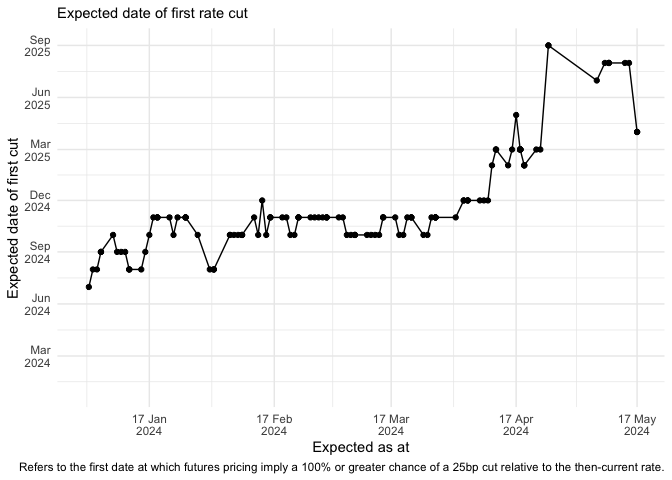 Expected date of first rate cut
Expected date of first cut
Sep
2025
Jun
2025
Mar
2025
Dec
2024
Sep
2024
Jun
2024
Mar
2024
17 Jan
2024
17 Feb
2024
17 Mar
2024
17 Apr
2024
17 May
2024
Expected as at
Refers to the first date at which futures pricing imply a 100% or greater chance of a 25bp cut relative to the then-current rate.